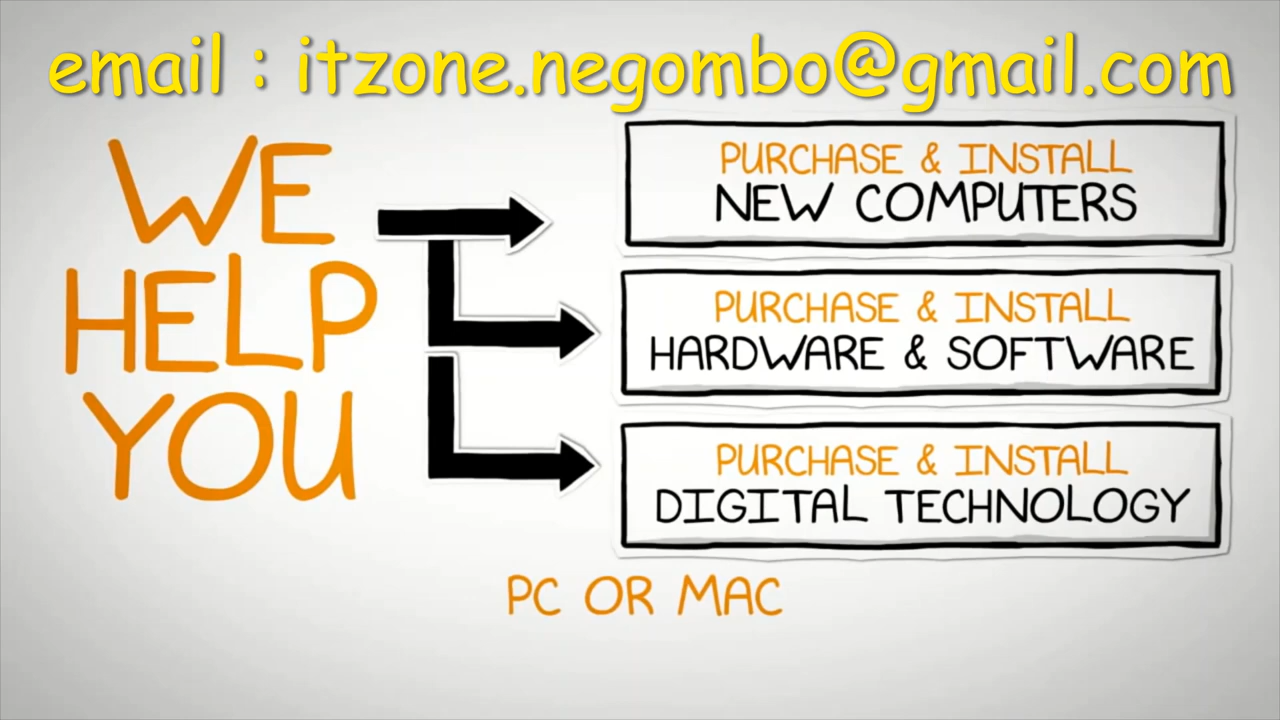 email : itzone.negombo@gmail.com
WE
HELP
YOU
PURCHASE & INSTALL
NEW COMPUTERS
PURCHASE & INSTALL
HARDWARE & SOFTWARE
PURCHASE & INSTALL
DIGITAL TECHNOLOGY
PC OR MAC